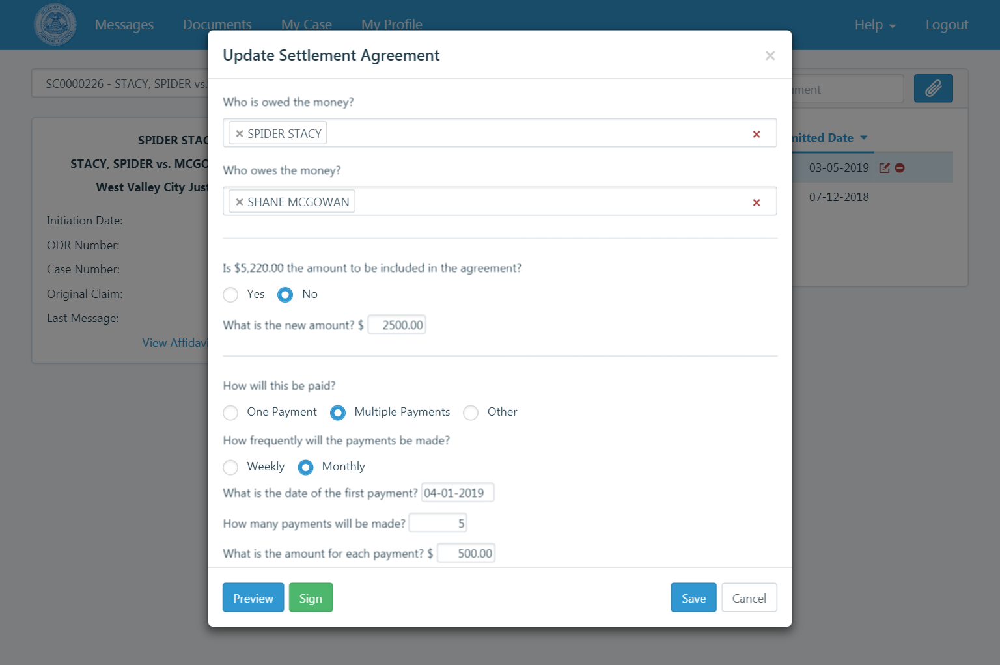 Messages Documents My Case My Profile Help Logout
Update Settlement Agreement
SC0000226 - STACY, SPIDER vs.
SPIDER STAC
STACY, SPIDER vs. MCGO
West Valley City Just
Initiation Date:
ODR Number:
Case Number:
Original Claim:
Last Message:
View Affidavi
Who is owed the money?
× SPIDER STACY ×
Who owes the money?
× SHANE MCGOWAN ×
Is $5,220.00 the amount to be included in the agreement?
Yes No
What is the new amount? $ 2500.00
How will this be paid?
One Payment Multiple Payments Other
How frequently will the payments be made?
Weekly Monthly
What is the date of the first payment? 04-01-2019
How many payments will be made? 5
What is the amount for each payment? $ 500.00
Preview Sign Save Cancel
ument
mitted Date
03-05-2019
07-12-2018